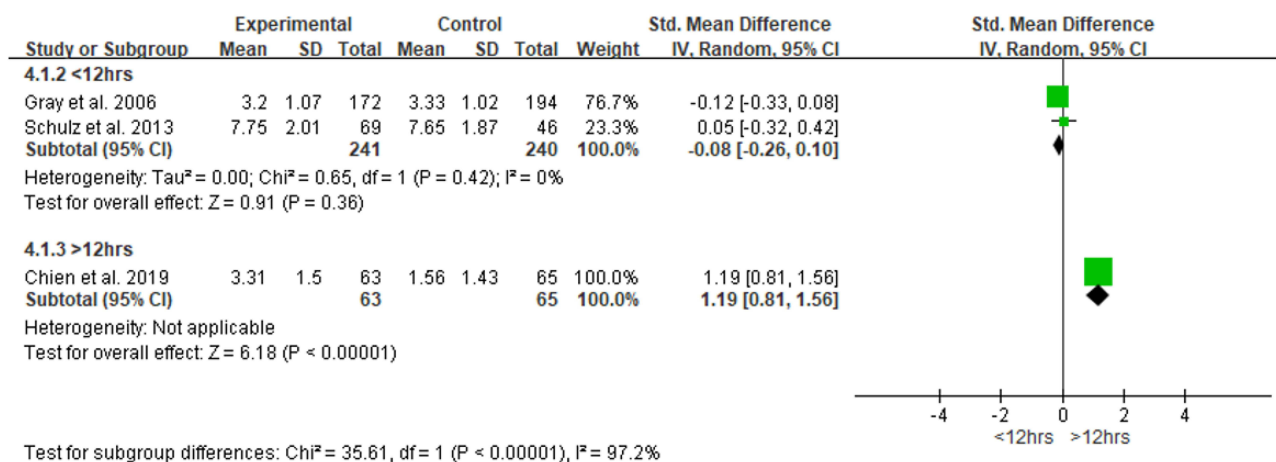 Experimental Control Std. Mean Difference Std. Mean Difference
Study or Subgroup Mean SD Total Mean SD Total Weight IV, Random, 95% CI IV, Random, 95% CI
4.1.2 <12hrs
Gray et al. 2006 3.2 1.07 172 3.33 1.02 194 76.7% -0.12 [-0.33, 0.08]
Schulz et al. 2013 7.75 2.01 69 7.65 1.87 46 23.3% 0.05 [-0.32, 0.42]
Subtotal (95% CI) 241 240 100.0% -0.08 [-0.26, 0.10]
Heterogeneity: Tau² = 0.00; Chi² = 0.65, df = 1 (P = 0.42); I² = 0%
Test for overall effect: Z = 0.91 (P = 0.36)
4.1.3 >12hrs
Chien et al. 2019 3.31 1.5 63 1.56 1.43 65 100.0% 1.19 [0.81, 1.56]
Subtotal (95% CI) 63 65 100.0% 1.19 [0.81, 1.56]
Heterogeneity: Not applicable
Test for overall effect: Z = 6.18 (P < 0.00001)
-4 -2 0 2 4
<12hrs >12hrs
Test for subgroup differences: Chi² = 35.61, df = 1 (P < 0.00001), I² = 97.2%